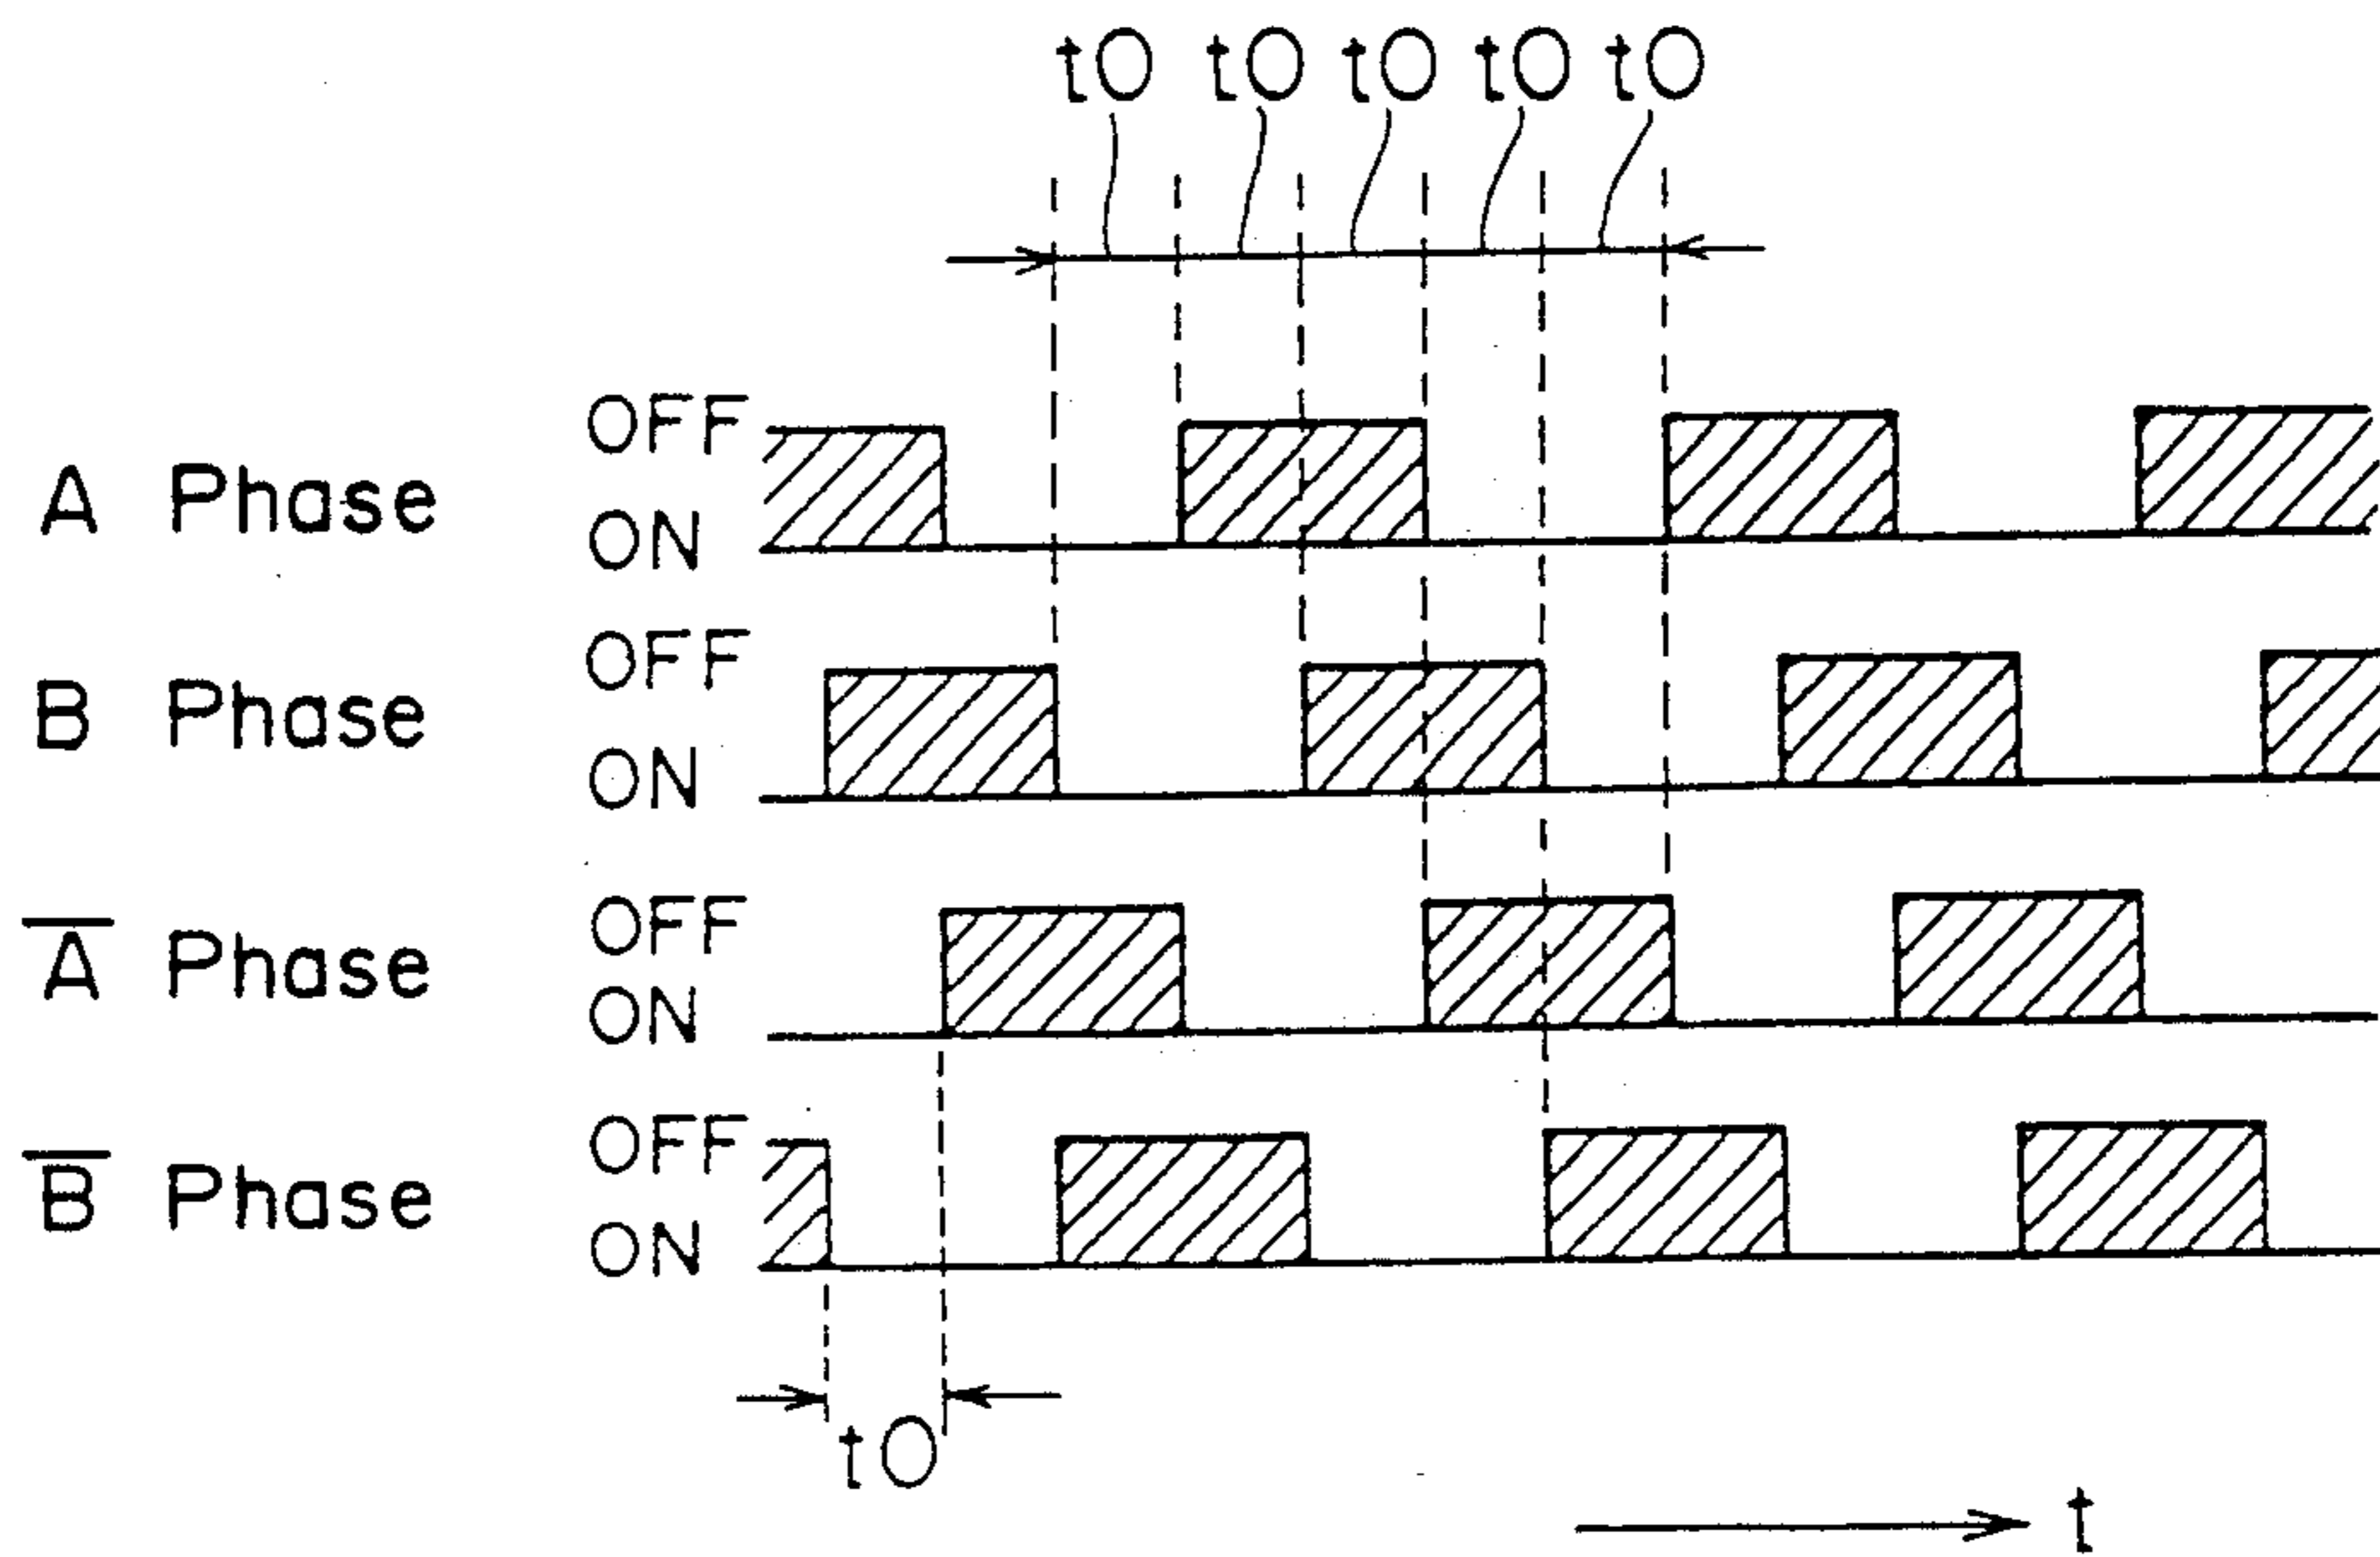 t0 t0 t0 t0 t0
OFF
A Phase
ON
OFF
B Phase
ON
OFF
A̅ Phase
ON
OFF
B̅ Phase
ON
t0
t